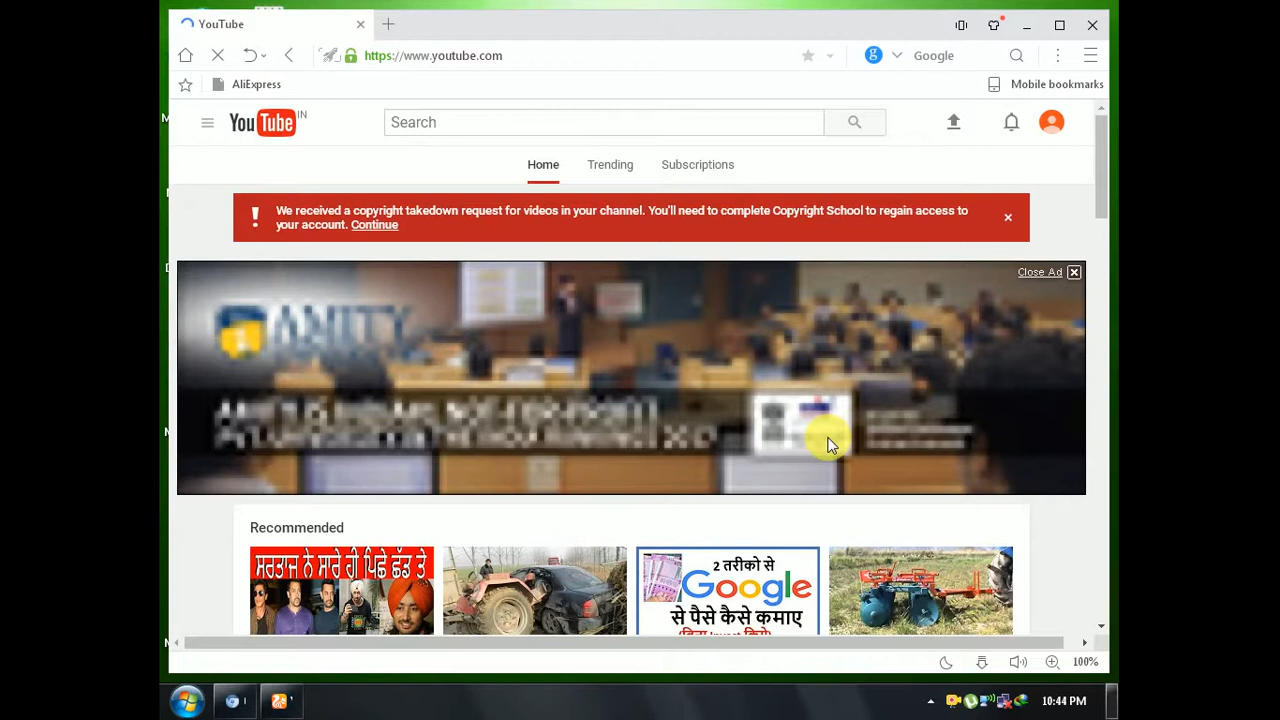 YouTube
https://www.youtube.com
Google
AliExpress
Mobile bookmarks
YouTube IN
Search
Home
Trending
Subscriptions
We received a copyright takedown request for videos in your channel. You'll need to complete Copyright School to regain access to
your account. Continue
Close Ad
AMITY
Recommended
ਸਰਤਾਜ ਨੇ ਸਾਰੇ ਹੀ ਪਿਛੇ ਛੱਡ ਤੇ
2 तरीको से
Google
से पैसे कैसे कमाए
100%
10:44 PM